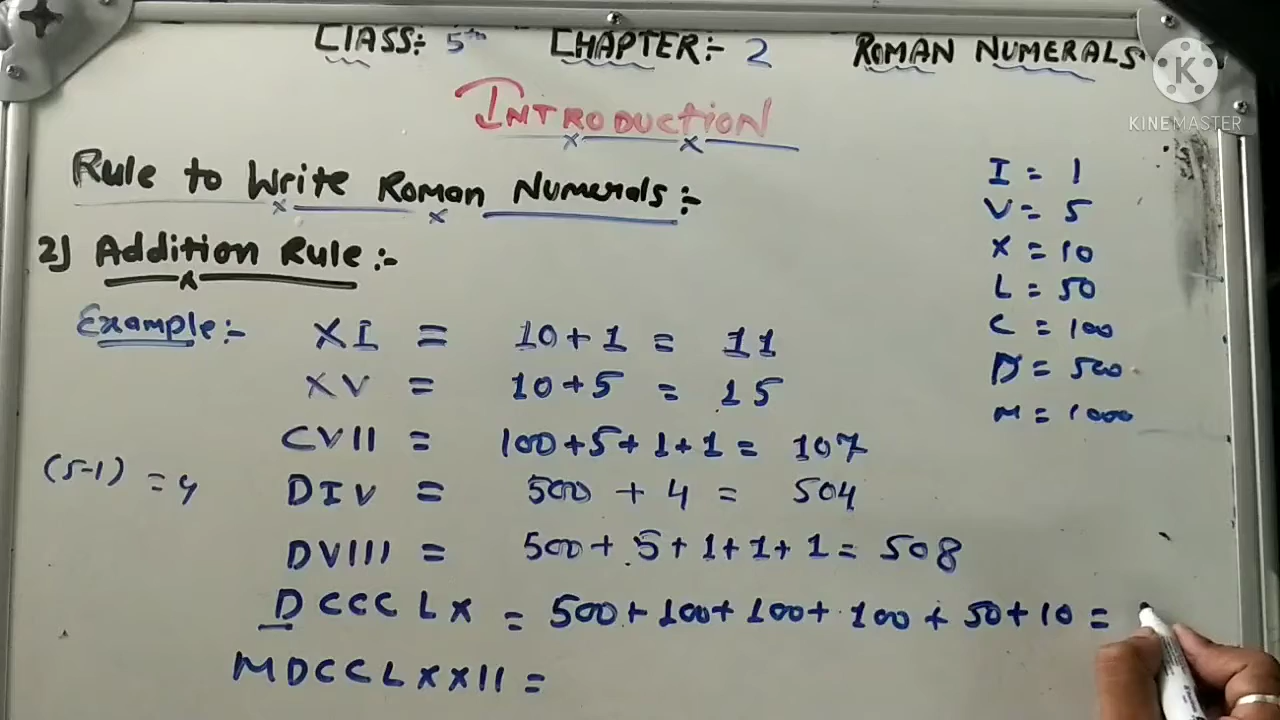 CLASS:- 5th CHAPTER:- 2 ROMAN NUMERALS
K
KINEMASTER
INTRODUCTION
Rule to Write Roman Numerals:-
2) Addition Rule:-
Example:- XI = 10+1 = 11
XV = 10+5 = 15
CVII = 100+5+1+1 = 107
(5-1) = 4
DIV = 500 + 4 = 504
DVIII = 500+5+1+1+1 = 508
DCCCLX = 500+100+100+100+50+10 =
MDCCLXXII =
I = 1
V = 5
X = 10
L = 50
C = 100
D = 500
M = 1000